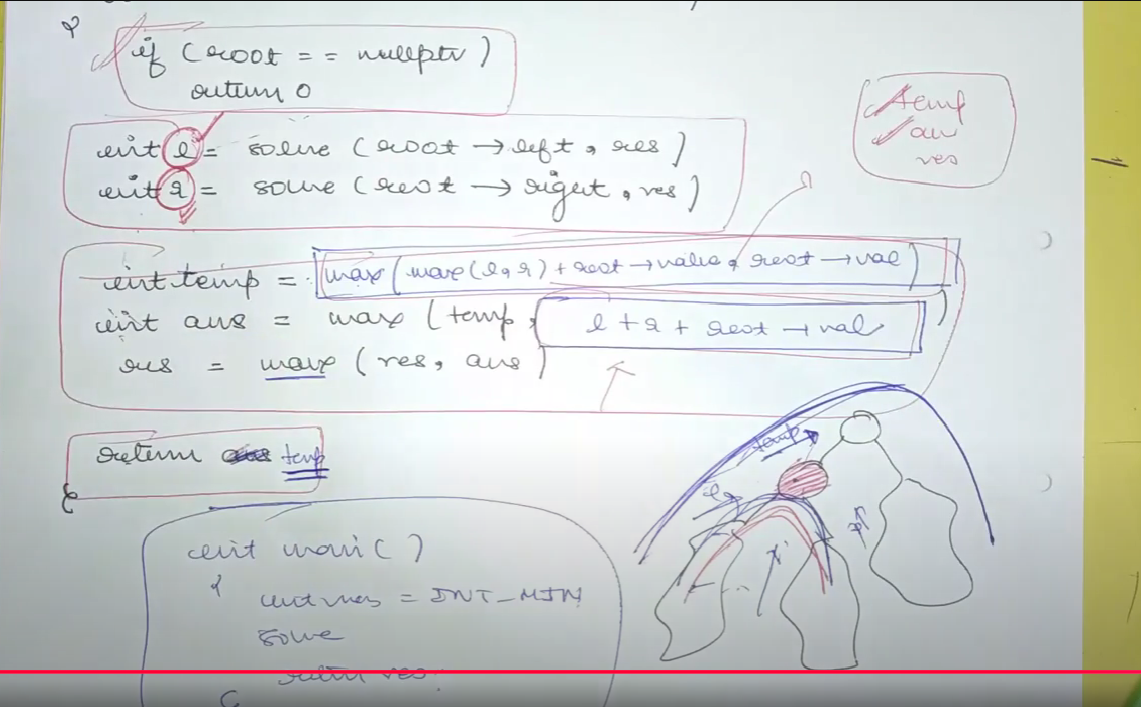 {
if (root == nullptr)
return 0
int l = solve (root → left, res)
int r = solve (root → right, res)
int temp = max(max(l, r) + root → value, root → val)
int ans = max (temp, l + r + root → val)
res = max (res, ans)
return temp
}
int main()
{
int res = INT_MIN
solve
return res
temp
ans
res
temp
l